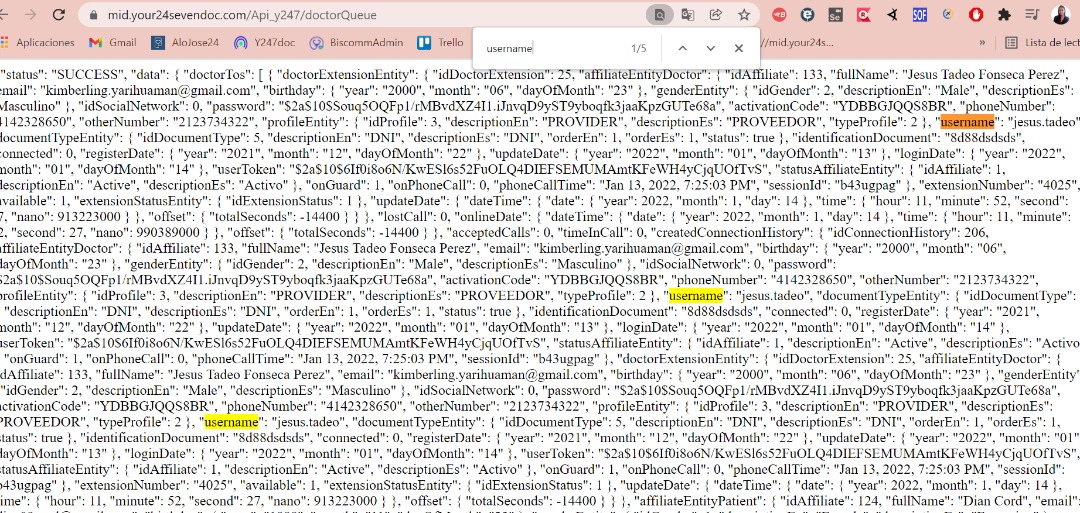 mid.your24sevendoc.com/Api_y247/doctorQueue
Aplicaciones Gmail AloJose24 Y247doc BiscommAdmin Trello //mid.your24s... » Lista de lect
username 1/5
"status": "SUCCESS", "data": { "doctorTos": [ { "doctorExtensionEntity": { "idDoctorExtension": 25, "affiliateEntityDoctor": { "idAffiliate": 133, "fullName": "Jesus Tadeo Fonseca Perez",
email": "kimberling.yarihuaman@gmail.com", "birthday": { "year": "2000", "month": "06", "dayOfMonth": "23" }, "genderEntity": { "idGender": 2, "descriptionEn": "Male", "descriptionEs":
Masculino" }, "idSocialNetwork": 0, "password": "$2a$10$Souq5OQFp1/rMBvdXZ4I1.iJnvqD9yST9yboqfk3jaaKpzGUTe68a", "activationCode": "YDBBGJQQS8BR", "phoneNumber":
4142328650", "otherNumber": "2123734322", "profileEntity": { "idProfile": 3, "descriptionEn": "PROVIDER", "descriptionEs": "PROVEEDOR", "typeProfile": 2 }, "username": "jesus.tadeo"
documentTypeEntity": { "idDocumentType": 5, "descriptionEn": "DNI", "descriptionEs": "DNI", "orderEn": 1, "orderEs": 1, "status": true }, "identificationDocument": "8d88dsdsds",
connected": 0, "registerDate": { "year": "2021", "month": "12", "dayOfMonth": "22" }, "updateDate": { "year": "2022", "month": "01", "dayOfMonth": "13" }, "loginDate": { "year": "2022",
month": "01", "dayOfMonth": "14" }, "userToken": "$2a$10$6If0i8o6N/KwESl6s52FuOLQ4DIEFSEMUMAmtKFeWH4yCjqUOfTvS", "statusAffiliateEntity": { "idAffiliate": 1,
descriptionEn": "Active", "descriptionEs": "Activo" }, "onGuard": 1, "onPhoneCall": 0, "phoneCallTime": "Jan 13, 2022, 7:25:03 PM", "sessionId": "b43ugpag" }, "extensionNumber": "4025",
available": 1, "extensionStatusEntity": { "idExtensionStatus": 1 }, "updateDate": { "dateTime": { "date": { "year": 2022, "month": 1, "day": 14 }, "time": { "hour": 11, "minute": 52, "second":
7, "nano": 913223000 } }, "offset": { "totalSeconds": -14400 } } }, "lostCall": 0, "onlineDate": { "dateTime": { "date": { "year": 2022, "month": 1, "day": 14 }, "time": { "hour": 11, "minute":
2, "second": 27, "nano": 990389000 } }, "offset": { "totalSeconds": -14400 } }, "acceptedCalls": 0, "timeInCall": 0, "createdConnectionHistory": { "idConnectionHistory": 206,
affiliateEntityDoctor": { "idAffiliate": 133, "fullName": "Jesus Tadeo Fonseca Perez", "email": "kimberling.yarihuaman@gmail.com", "birthday": { "year": "2000", "month": "06",
dayOfMonth": "23" }, "genderEntity": { "idGender": 2, "descriptionEn": "Male", "descriptionEs": "Masculino" }, "idSocialNetwork": 0, "password":
$2a$10$Souq5OQFp1/rMBvdXZ4I1.iJnvqD9yST9yboqfk3jaaKpzGUTe68a", "activationCode": "YDBBGJQQS8BR", "phoneNumber": "4142328650", "otherNumber": "2123734322",
profileEntity": { "idProfile": 3, "descriptionEn": "PROVIDER", "descriptionEs": "PROVEEDOR", "typeProfile": 2 }, "username": "jesus.tadeo", "documentTypeEntity": { "idDocumentType":
"descriptionEn": "DNI", "descriptionEs": "DNI", "orderEn": 1, "orderEs": 1, "status": true }, "identificationDocument": "8d88dsdsds", "connected": 0, "registerDate": { "year": "2021",
month": "12", "dayOfMonth": "22" }, "updateDate": { "year": "2022", "month": "01", "dayOfMonth": "13" }, "loginDate": { "year": "2022", "month": "01", "dayOfMonth": "14" },
userToken": "$2a$10$6If0i8o6N/KwESl6s52FuOLQ4DIEFSEMUMAmtKFeWH4yCjqUOfTvS", "statusAffiliateEntity": { "idAffiliate": 1, "descriptionEn": "Active", "descriptionEs": "Activo
"onGuard": 1, "onPhoneCall": 0, "phoneCallTime": "Jan 13, 2022, 7:25:03 PM", "sessionId": "b43ugpag" }, "doctorExtensionEntity": { "idDoctorExtension": 25, "affiliateEntityDoctor": {
idAffiliate": 133, "fullName": "Jesus Tadeo Fonseca Perez", "email": "kimberling.yarihuaman@gmail.com", "birthday": { "year": "2000", "month": "06", "dayOfMonth": "23" }, "genderEntity"
"idGender": 2, "descriptionEn": "Male", "descriptionEs": "Masculino" }, "idSocialNetwork": 0, "password": "$2a$10$Souq5OQFp1/rMBvdXZ4I1.iJnvqD9yST9yboqfk3jaaKpzGUTe68a",
activationCode": "YDBBGJQQS8BR", "phoneNumber": "4142328650", "otherNumber": "2123734322", "profileEntity": { "idProfile": 3, "descriptionEn": "PROVIDER", "descriptionEs":
PROVEEDOR", "typeProfile": 2 }, "username": "jesus.tadeo", "documentTypeEntity": { "idDocumentType": 5, "descriptionEn": "DNI", "descriptionEs": "DNI", "orderEn": 1, "orderEs": 1,
status": true }, "identificationDocument": "8d88dsdsds", "connected": 0, "registerDate": { "year": "2021", "month": "12", "dayOfMonth": "22" }, "updateDate": { "year": "2022", "month": "01"
dayOfMonth": "13" }, "loginDate": { "year": "2022", "month": "01", "dayOfMonth": "14" }, "userToken": "$2a$10$6If0i8o6N/KwESl6s52FuOLQ4DIEFSEMUMAmtKFeWH4yCjqUOfTvS",
statusAffiliateEntity": { "idAffiliate": 1, "descriptionEn": "Active", "descriptionEs": "Activo" }, "onGuard": 1, "onPhoneCall": 0, "phoneCallTime": "Jan 13, 2022, 7:25:03 PM", "sessionId":
b43ugpag" }, "extensionNumber": "4025", "available": 1, "extensionStatusEntity": { "idExtensionStatus": 1 }, "updateDate": { "dateTime": { "date": { "year": 2022, "month": 1, "day": 14 },
time": { "hour": 11, "minute": 52, "second": 27, "nano": 913223000 } }, "offset": { "totalSeconds": -14400 } } }, "affiliateEntityPatient": { "idAffiliate": 124, "fullName": "Dian Cord", "email":